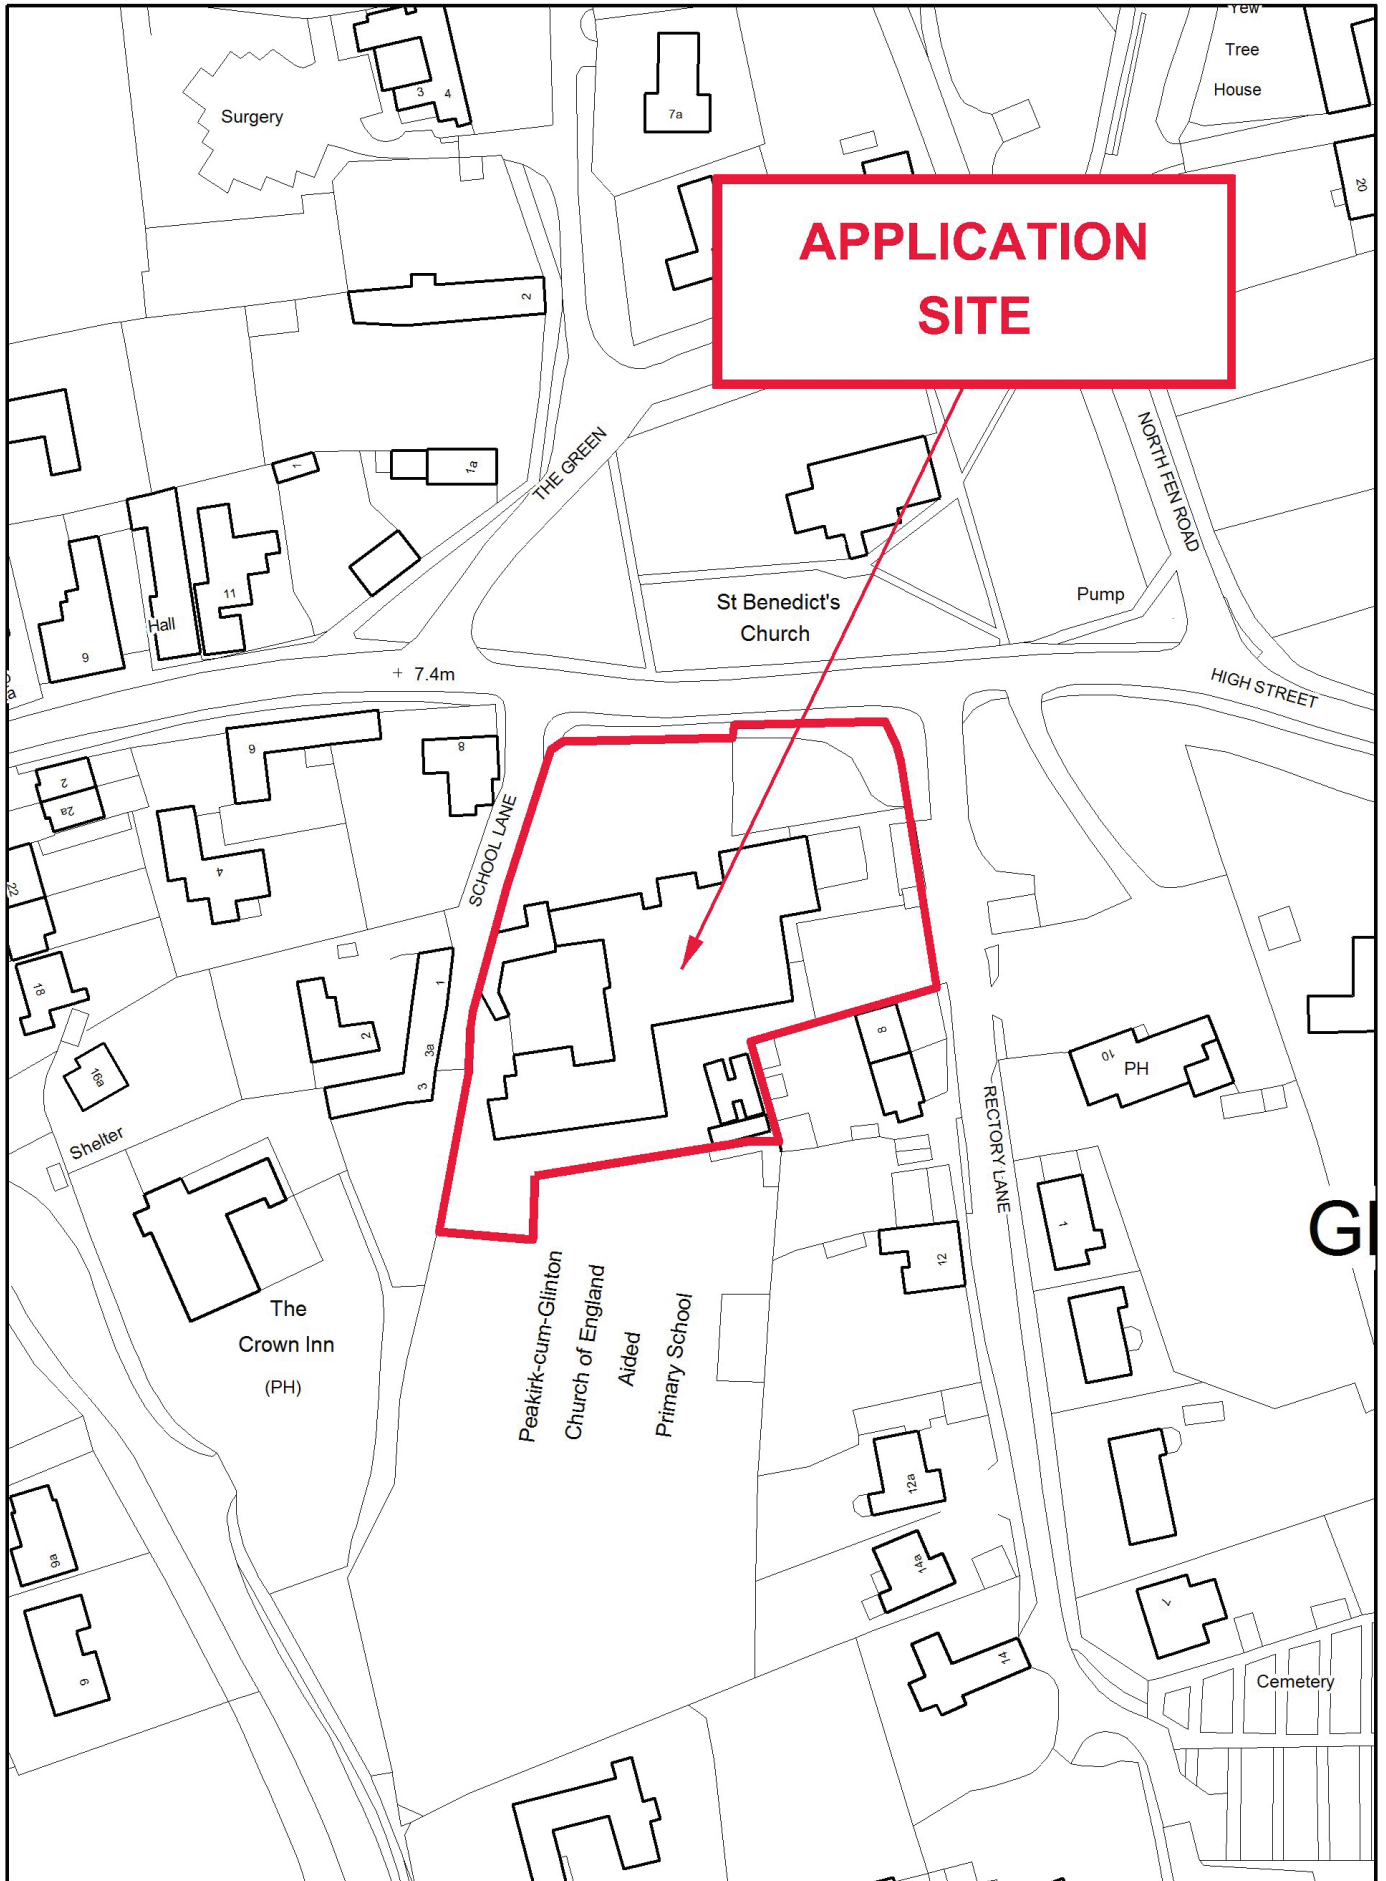 Yew
Tree
House
Surgery
3
4
7a
20
APPLICATION
SITE
2
THE GREEN
NORTH FEN ROAD
1
1a
11
Hall
9
St Benedict's
Church
Pump
+ 7.4m
HIGH STREET
6
8
2
2a
4
22
SCHOOL LANE
18
1
2
3a
3
16a
8
10
PH
Shelter
RECTORY LANE
1
12
The
Crown Inn
(PH)
Peakirk-cum-Glinton
Church of England
Aided
Primary School
12a
14a
9a
9
7
14
Cemetery